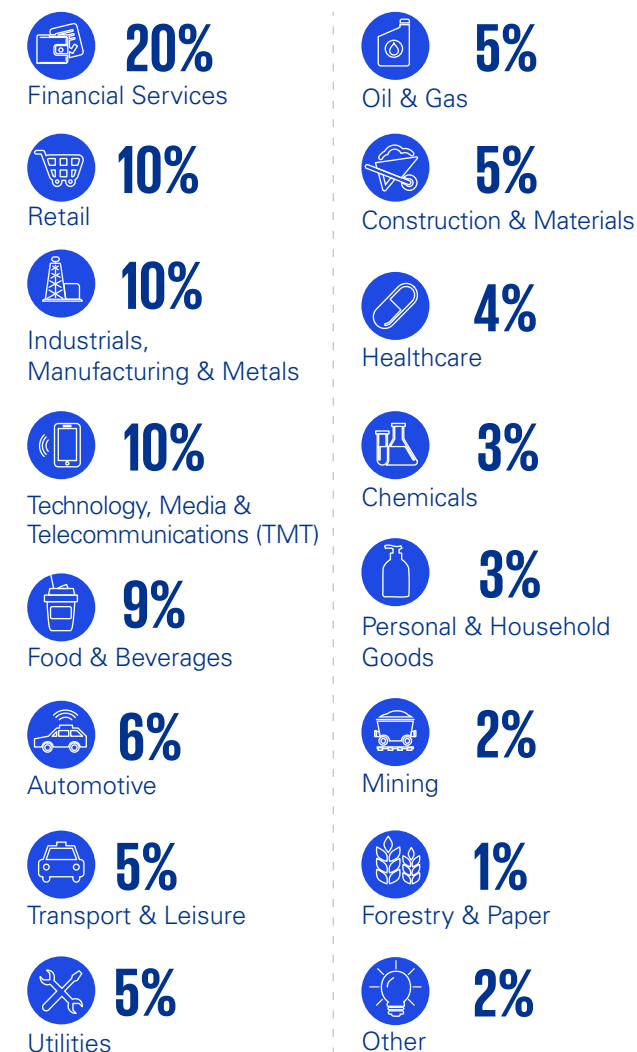 20%
Financial Services
10%
Retail
10%
Industrials,
Manufacturing & Metals
10%
Technology, Media &
Telecommunications (TMT)
9%
Food & Beverages
6%
Automotive
5%
Transport & Leisure
5%
Utilities
5%
Oil & Gas
5%
Construction & Materials
4%
Healthcare
3%
Chemicals
3%
Personal & Household
Goods
2%
Mining
1%
Forestry & Paper
2%
Other